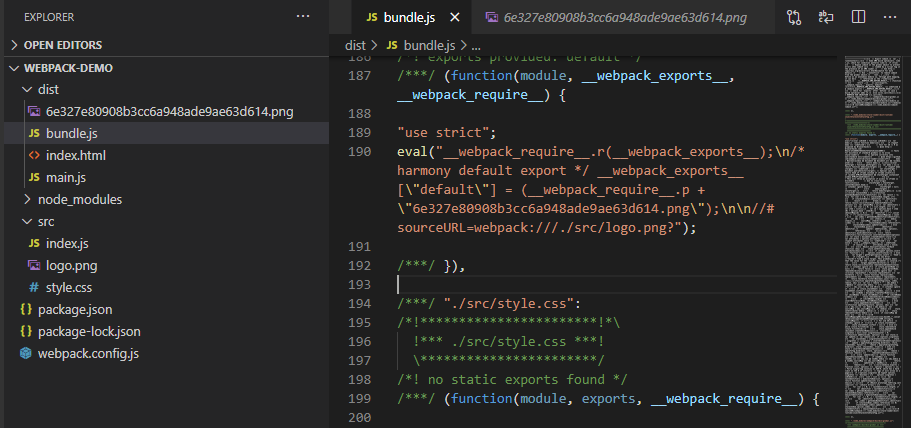 EXPLORER
OPEN EDITORS
WEBPACK-DEMO
dist
6e327e80908b3cc6a948ade9ae63d614.png
JS bundle.js
<> index.html
JS main.js
node_modules
src
JS index.js
logo.png
# style.css
{ } package.json
{ } package-lock.json
webpack.config.js
JS bundle.js
6e327e80908b3cc6a948ade9ae63d614.png
dist > JS bundle.js > ...
186 /*! exports provided: default */
187 /***/ (function(module, __webpack_exports__,
__webpack_require__) {
188
189 "use strict";
190 eval("__webpack_require__.r(__webpack_exports__);\n/*
harmony default export */ __webpack_exports__
[\"default\"] = (__webpack_require__.p +
\"6e327e80908b3cc6a948ade9ae63d614.png\");\n\n//#
sourceURL=webpack:///./src/logo.png?");
191
192 /***/ }),
193
194 /***/ "./src/style.css":
195 /*!***********************!*\
196 !*** ./src/style.css ***!
197 \***********************/
198 /*! no static exports found */
199 /***/ (function(module, exports, __webpack_require__) {
200